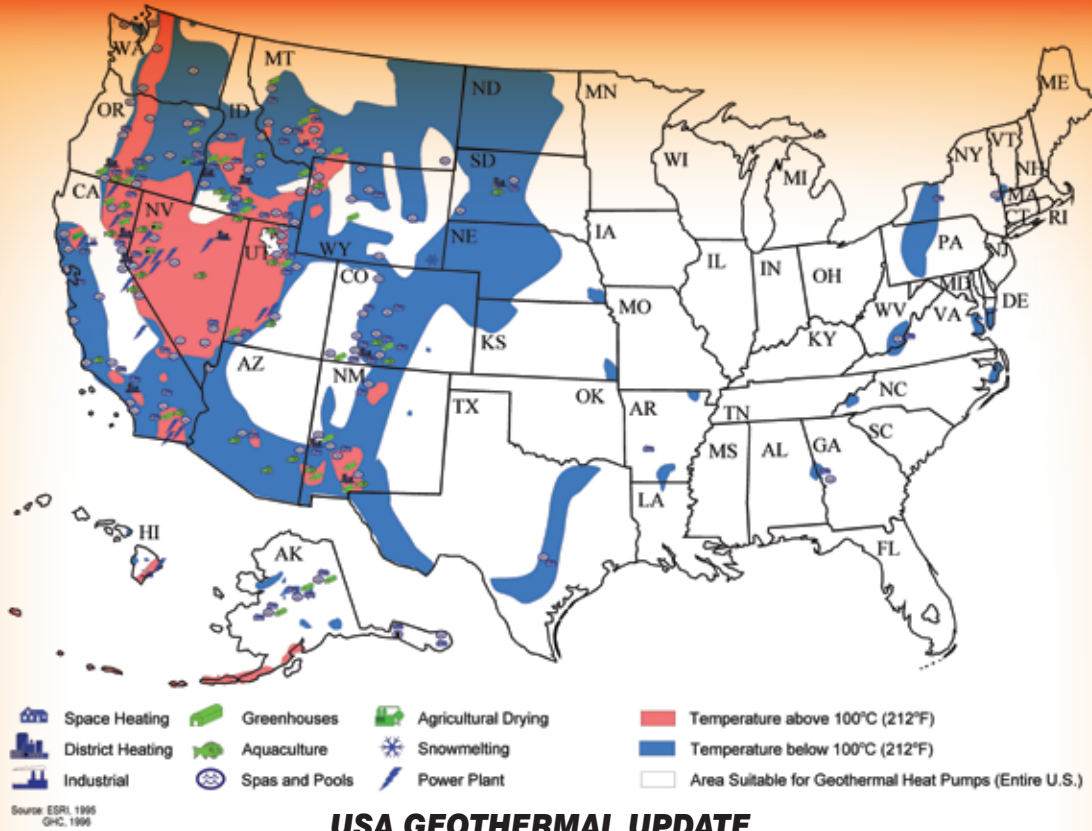 WA
MT
ND
MN
ME
OR
ID
SD
WI
MI
NY
VT
NH
MA
CT
RI
CA
NV
UT
WY
NE
IA
IL
IN
OH
PA
NJ
MD
DE
CO
KS
MO
KY
WV
VA
AZ
NM
TX
OK
AR
TN
NC
SC
MS
AL
GA
LA
FL
HI
AK
Space Heating
Greenhouses
Agricultural Drying
Temperature above 100°C (212°F)
District Heating
Aquaculture
Snowmelting
Temperature below 100°C (212°F)
Industrial
Spas and Pools
Power Plant
Area Suitable for Geothermal Heat Pumps (Entire U.S.)
Source: ESRI, 1995
GHC, 1996
USA GEOTHERMAL UPDATE